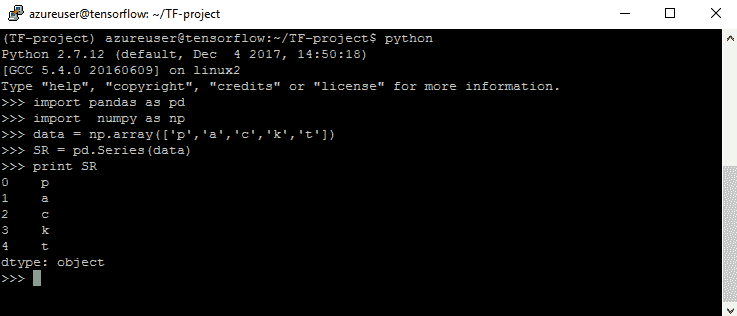 azureuser@tensorflow: ~/TF-project
(TF-project) azureuser@tensorflow:~/TF-project$ python
Python 2.7.12 (default, Dec  4 2017, 14:50:18)
[GCC 5.4.0 20160609] on linux2
Type "help", "copyright", "credits" or "license" for more information.
>>> import pandas as pd
>>> import  numpy as np
>>> data = np.array(['p','a','c','k','t'])
>>> SR = pd.Series(data)
>>> print SR
0    p
1    a
2    c
3    k
4    t
dtype: object
>>>